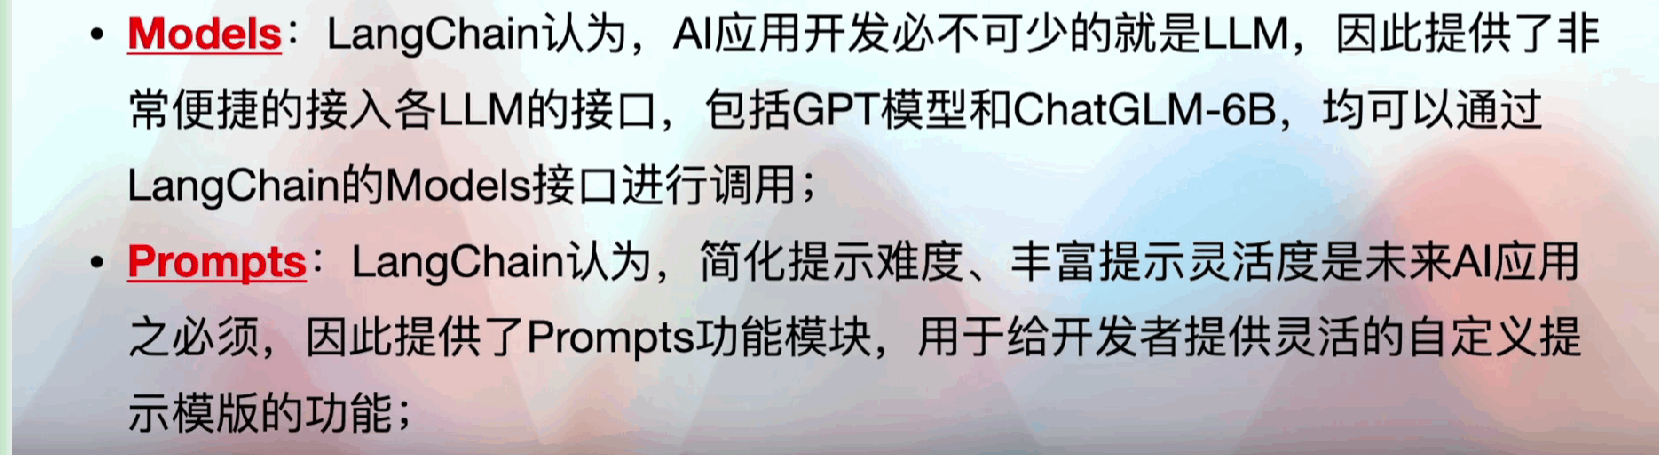 • Models：LangChain认为，AI应用开发必不可少的就是LLM，因此提供了非
常便捷的接入各LLM的接口，包括GPT模型和ChatGLM-6B，均可以通过
LangChain的Models接口进行调用；
• Prompts：LangChain认为，简化提示难度、丰富提示灵活度是未来AI应用
之必须，因此提供了Prompts功能模块，用于给开发者提供灵活的自定义提
示模版的功能；